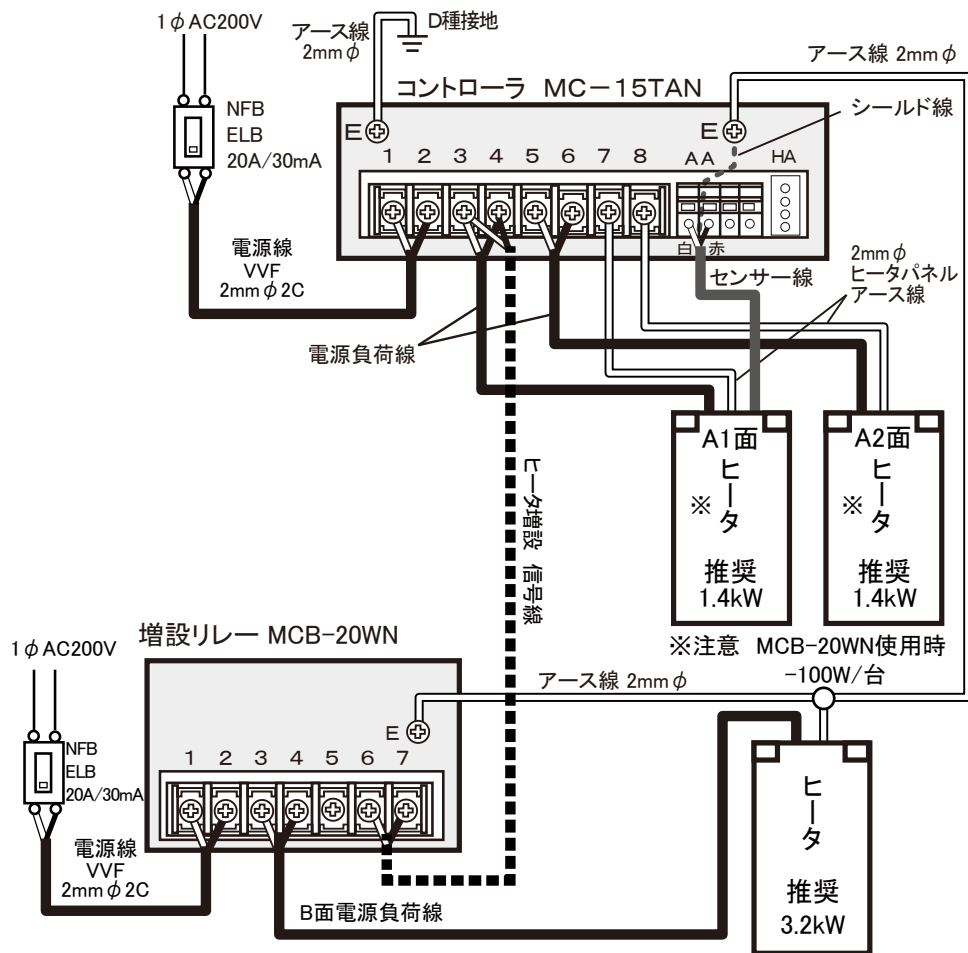 1φAC200V
アース線
2mmφ
D種接地
アース線 2mmφ
コントローラ MC－15TAN
シールド線
NFB
ELB
20A/30mA
E
E
1 2 3 4 5 6 7 8
AA
HA
白 赤
電源線
VVF
2mmφ2C
センサー線
2mmφ
ヒータパネル
アース線
電源負荷線
A1面
ヒータ
※
推奨
1.4kW
A2面
ヒータ
※
推奨
1.4kW
ヒータ増設 信号線
※注意 MCB-20WN使用時
-100W/台
増設リレー MCB-20WN
1φAC200V
アース線 2mmφ
E
NFB
ELB
20A/30mA
1 2 3 4 5 6 7
電源線
VVF
2mmφ2C
B面電源負荷線
ヒータ
推奨
3.2kW